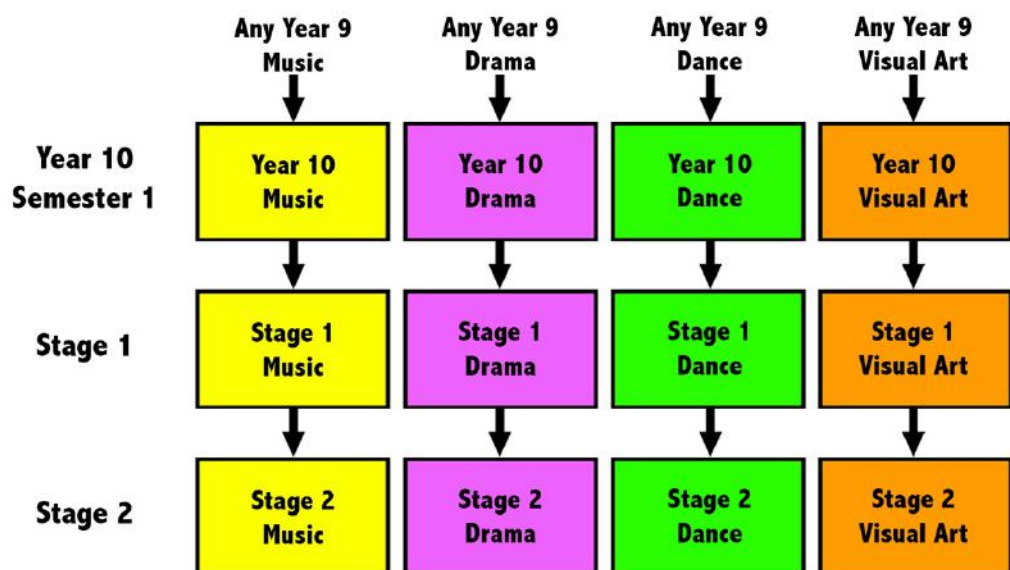 Any Year 9
Music
Any Year 9
Drama
Any Year 9
Dance
Any Year 9
Visual Art
Year 10
Semester 1
Year 10
Music
Year 10
Drama
Year 10
Dance
Year 10
Visual Art
Stage 1
Stage 1
Music
Stage 1
Drama
Stage 1
Dance
Stage 1
Visual Art
Stage 2
Stage 2
Music
Stage 2
Drama
Stage 2
Dance
Stage 2
Visual Art